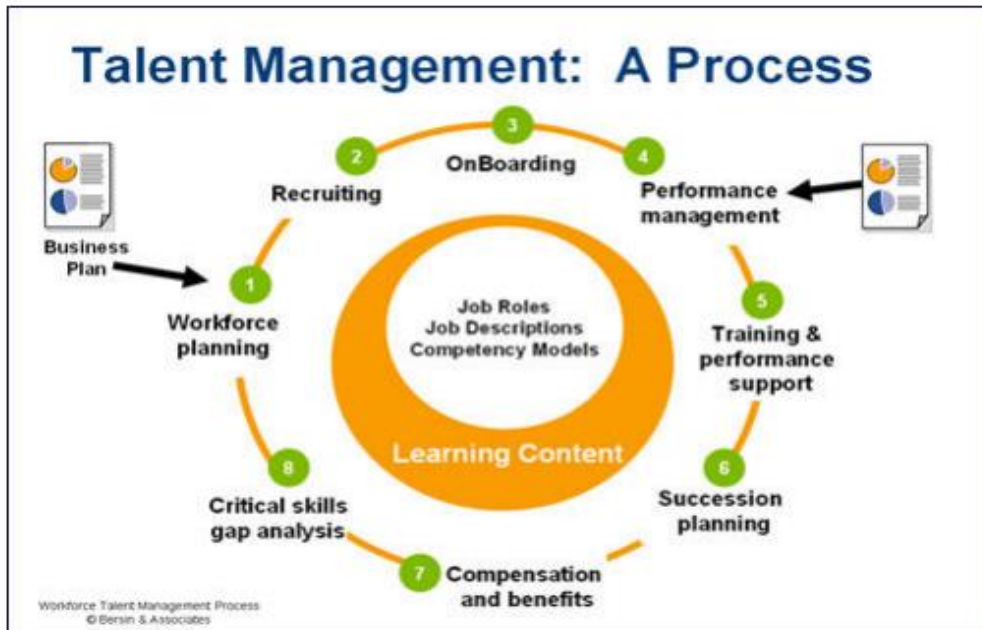 Talent Management: A Process
3
2
4
OnBoarding
Recruiting
Performance
management
Business
Plan
1
5
Job Roles
Job Descriptions
Competency Models
Workforce
planning
Training &
performance
support
Learning Content
8
6
Critical skills
gap analysis
Succession
planning
7
Compensation
and benefits
Workforce Talent Management Process
© Bersin & Associates